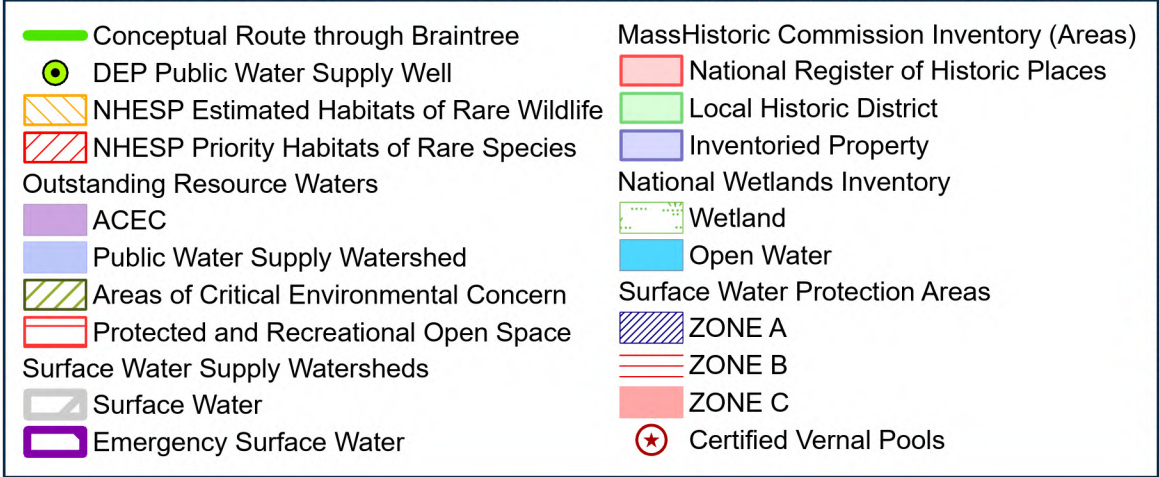 Conceptual Route through Braintree
DEP Public Water Supply Well
NHESP Estimated Habitats of Rare Wildlife
NHESP Priority Habitats of Rare Species
Outstanding Resource Waters
ACEC
Public Water Supply Watershed
Areas of Critical Environmental Concern
Protected and Recreational Open Space
Surface Water Supply Watersheds
Surface Water
Emergency Surface Water
MassHistoric Commission Inventory (Areas)
National Register of Historic Places
Local Historic District
Inventoried Property
National Wetlands Inventory
Wetland
Open Water
Surface Water Protection Areas
ZONE A
ZONE B
ZONE C
Certified Vernal Pools